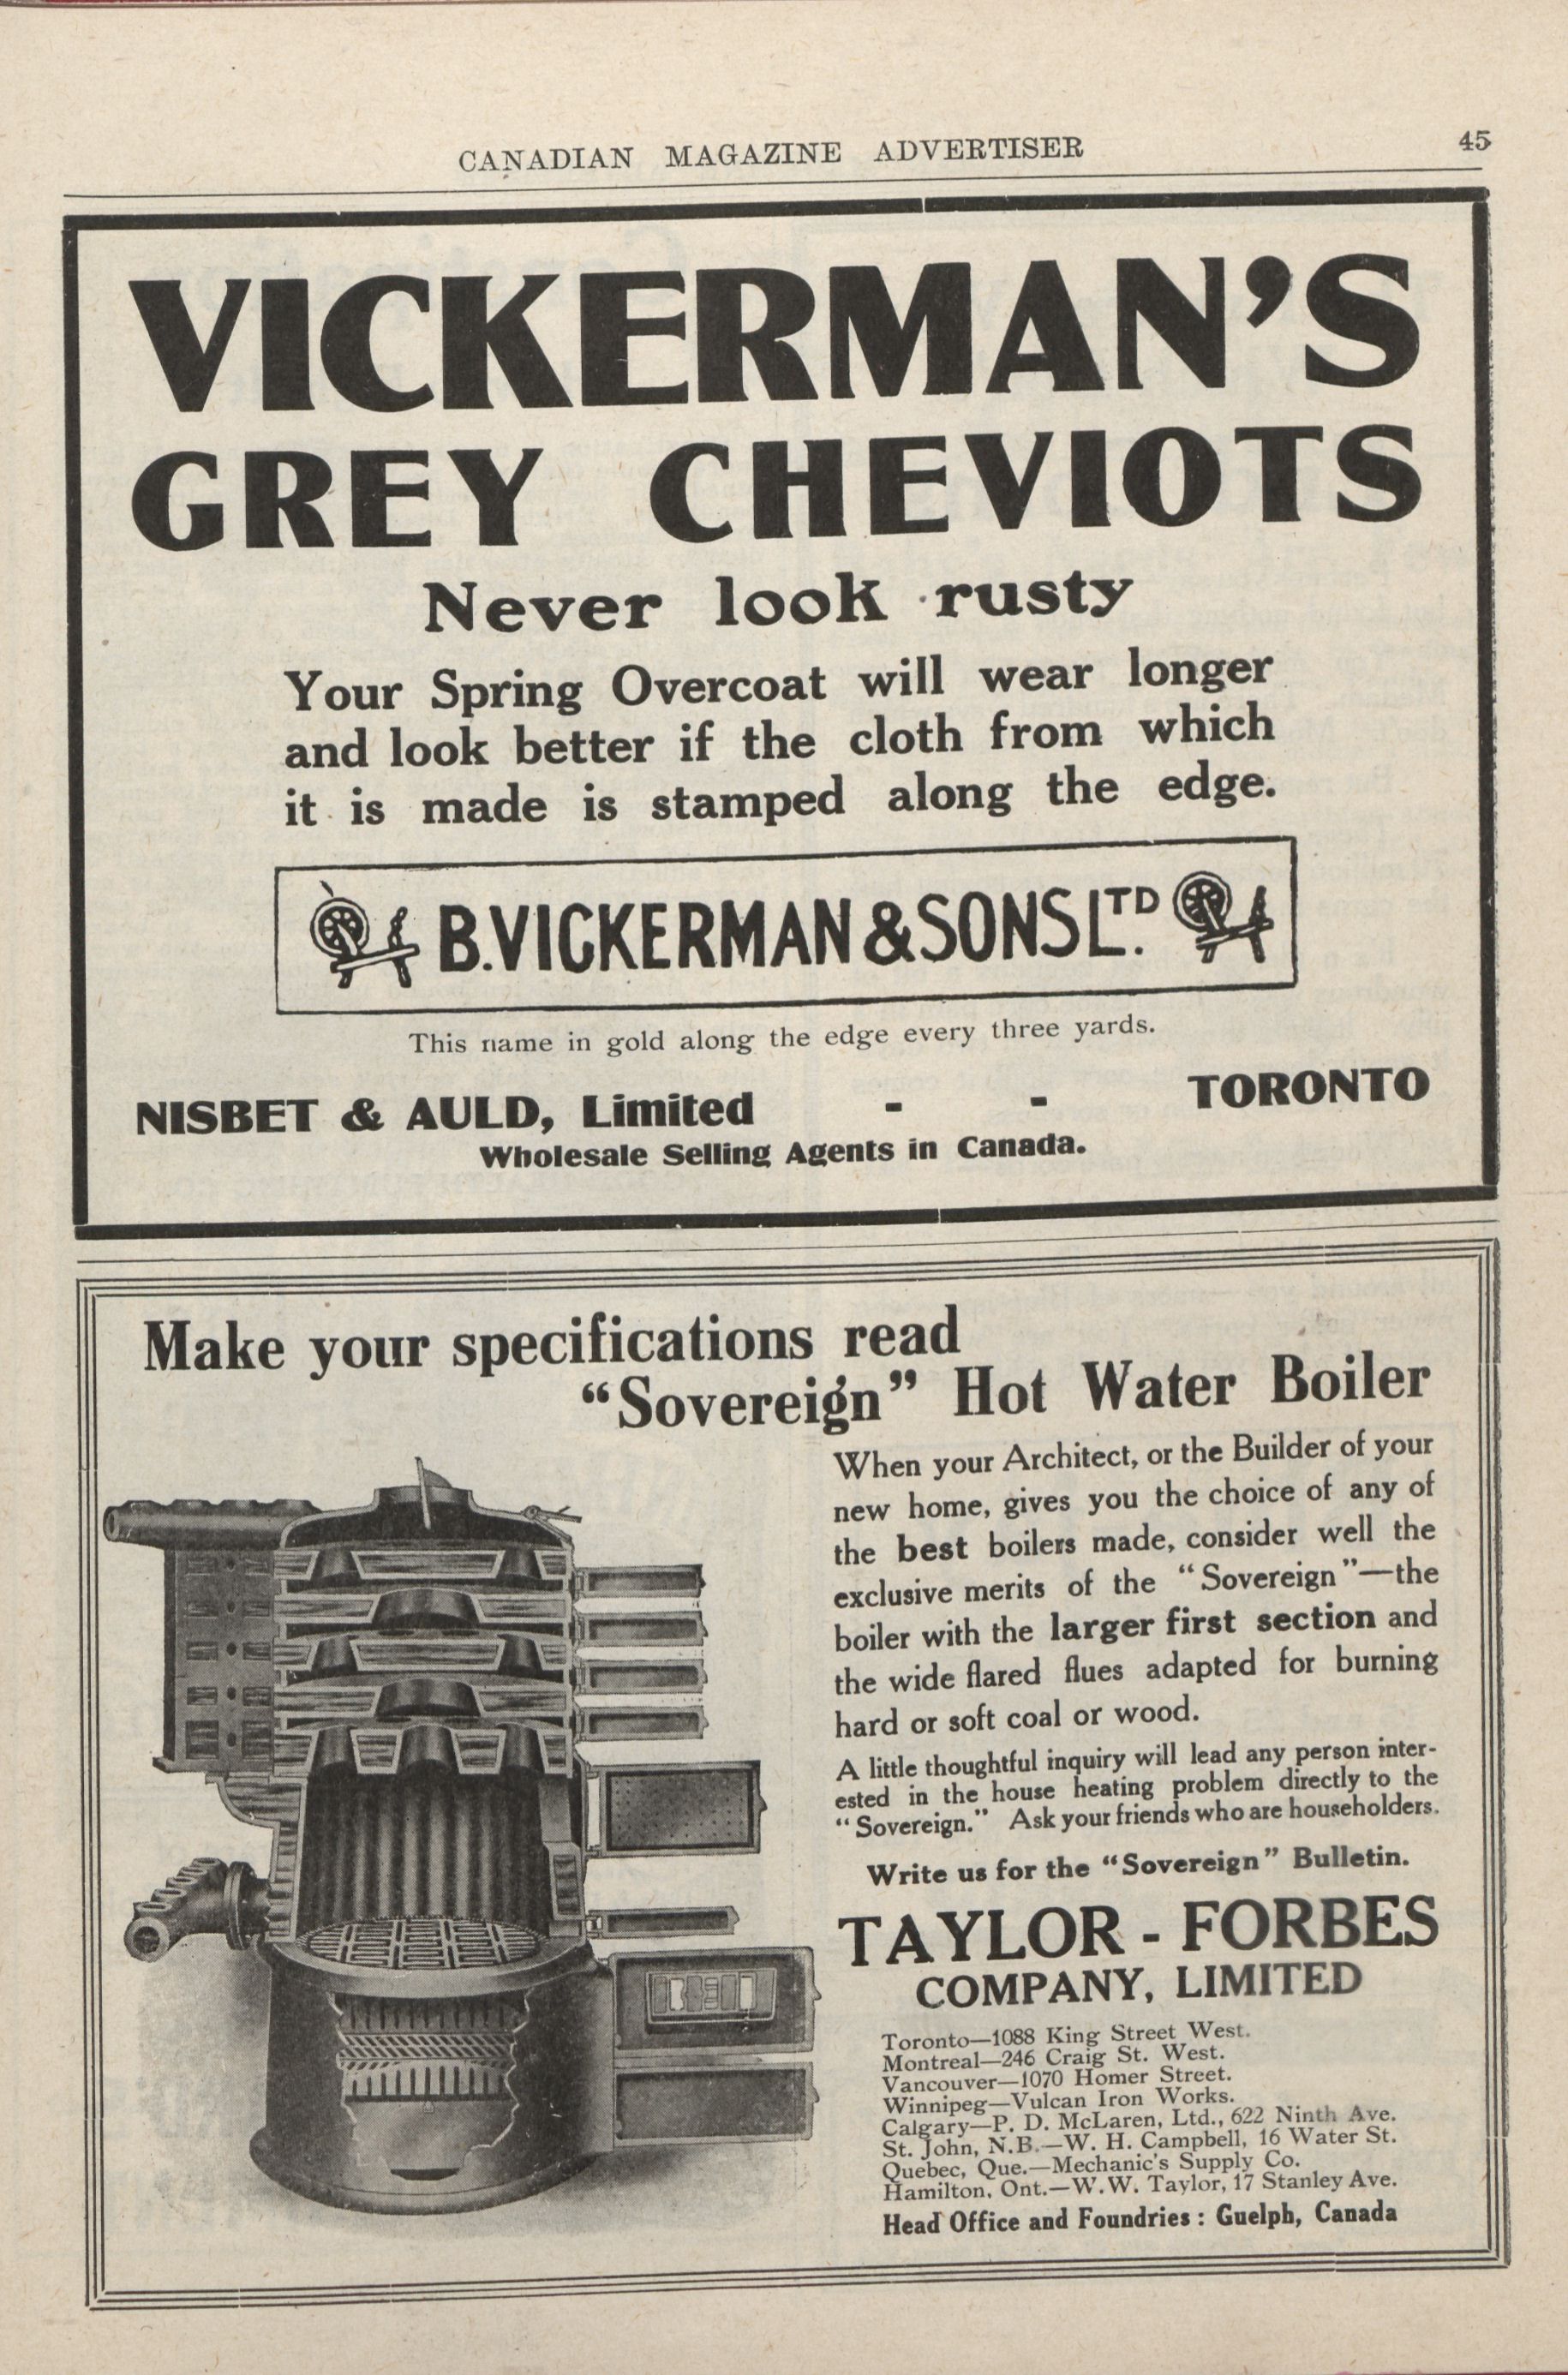 CANADIAN MAGAZINE ADVERTISER
45
VICKERMAN'S
GREY CHEVIOTS
Never look rusty
Your Spring Overcoat will wear longer
and look better if the cloth from which
it is made is stamped along the edge.
B. VICKERMAN & SONS LTD.
This name in gold along the edge every three yards.
NISBET & AULD, Limited - - TORONTO
Wholesale Selling Agents in Canada.
Make your specifications read
“Sovereign” Hot Water Boiler
When your Architect, or the Builder of your
new home, gives you the choice of any of
the best boilers made, consider well the
exclusive merits of the “Sovereign”—the
boiler with the larger first section and
the wide flared flues adapted for burning
hard or soft coal or wood.
A little thoughtful inquiry will lead any person inter-
ested in the house heating problem directly to the
“Sovereign.” Ask your friends who are householders.
Write us for the “Sovereign” Bulletin.
TAYLOR - FORBES
COMPANY, LIMITED
Toronto—1088 King Street West.
Montreal—246 Craig St. West.
Vancouver—1070 Homer Street.
Winnipeg—Vulcan Iron Works.
Calgary—P. D. McLaren, Ltd., 622 Ninth Ave.
St. John, N.B.—W. H. Campbell, 16 Water St.
Quebec, Que.—Mechanic's Supply Co.
Hamilton, Ont.—W.W. Taylor, 17 Stanley Ave.
Head Office and Foundries : Guelph, Canada